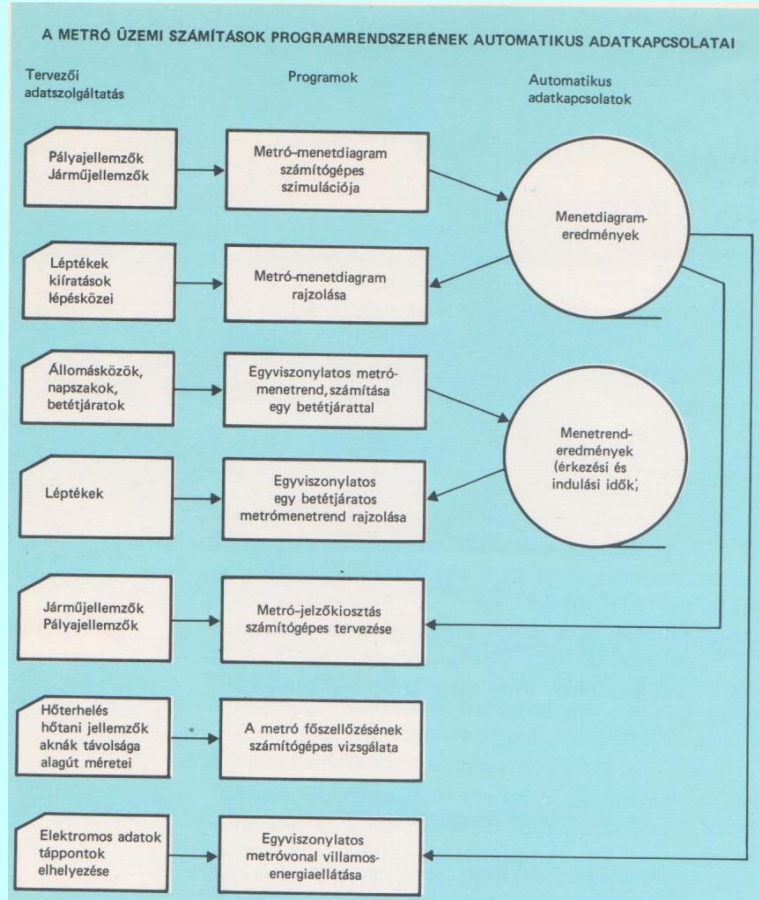 A METRÓ ÜZEMI SZÁMÍTÁSOK PROGRAMRENDSZERÉNEK AUTOMATIKUS ADATKAPCSOLATAI
Tervezői
adatszolgáltatás
Programok
Automatikus
adatkapcsolatok
Pályajellemzők
Járműjellemzők
Metró–menetdiagram
számítógépes
szimulációja
Menetdiagram-
eredmények
Léptékek
kiíratások
lépésközei
Metró–menetdiagram
rajzolása
Állomásközök,
napszakok,
betétjáratok
Egyviszonylatos metró-
menetrend, számítása
egy betétjárattal
Menetrend-
eredmények
(érkezési és
indulási idők;
Léptékek
Egyviszonylatos
egy betétjáratos
metrómenetrend rajzolása
Járműjellemzők
Pályajellemzők
Metró–jelzőkiosztás
számítógépes tervezése
Hőterhelés
hőtani jellemzők
aknák távolsága
alagút méretei
A metró főszellőzésének
számítógépes vizsgálata
Elektromos adatok
táppontok
elhelyezése
Egyviszonylatos
metróvonal villamos-
energiaellátása